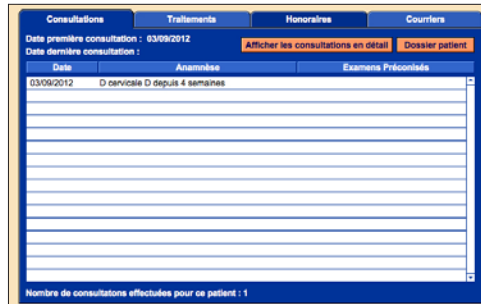 Consultations Traitements Honoraires Courriers
Date première consultation : 03/09/2012
Afficher les consultations en détail Dossier patient
Date dernière consultation :
Date Anamnèse Examens Préconisés
03/09/2012 D cervicale D depuis 4 semaines
Nombre de consultatons effectuées pour ce patient : 1